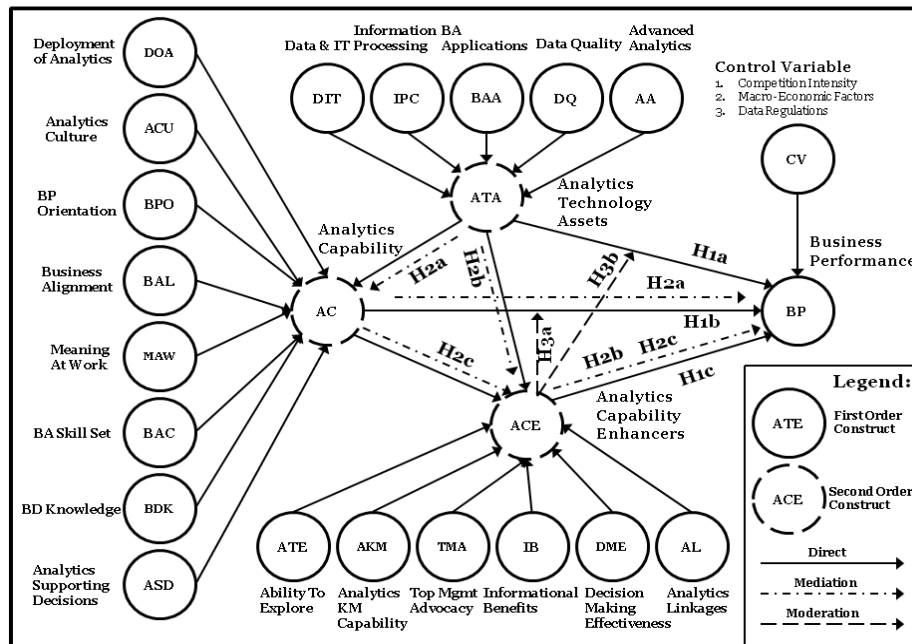 Deployment
of Analytics
DOA
Analytics
Culture
ACU
BP
Orientation
BPO
Business
Alignment
BAL
Meaning
At Work
MAW
BA Skill Set
BAC
BD Knowledge
BDK
Analytics
Supporting
Decisions
ASD
Information BA
Data & IT Processing
Applications
Data Quality
Advanced
Analytics
DIT
IPC
BAA
DQ
AA
Control Variable
1. Competition Intensity
2. Macro-Economic Factors
3. Data Regulations
CV
ATA
Analytics
Technology
Assets
Analytics
Capability
AC
Business
Performance
BP
H1a
H2a
H2b
H3b
H2a
H1b
H3a
H2c
H2b
H2c
H1c
ACE
Analytics
Capability
Enhancers
ATE
AKM
TMA
IB
DME
AL
Ability To
Explore
Analytics
KM
Capability
Top Mgmt
Advocacy
Informational
Benefits
Decision
Making
Effectiveness
Analytics
Linkages
Legend:
ATE
First Order
Construct
ACE
Second Order
Construct
Direct
Mediation
Moderation